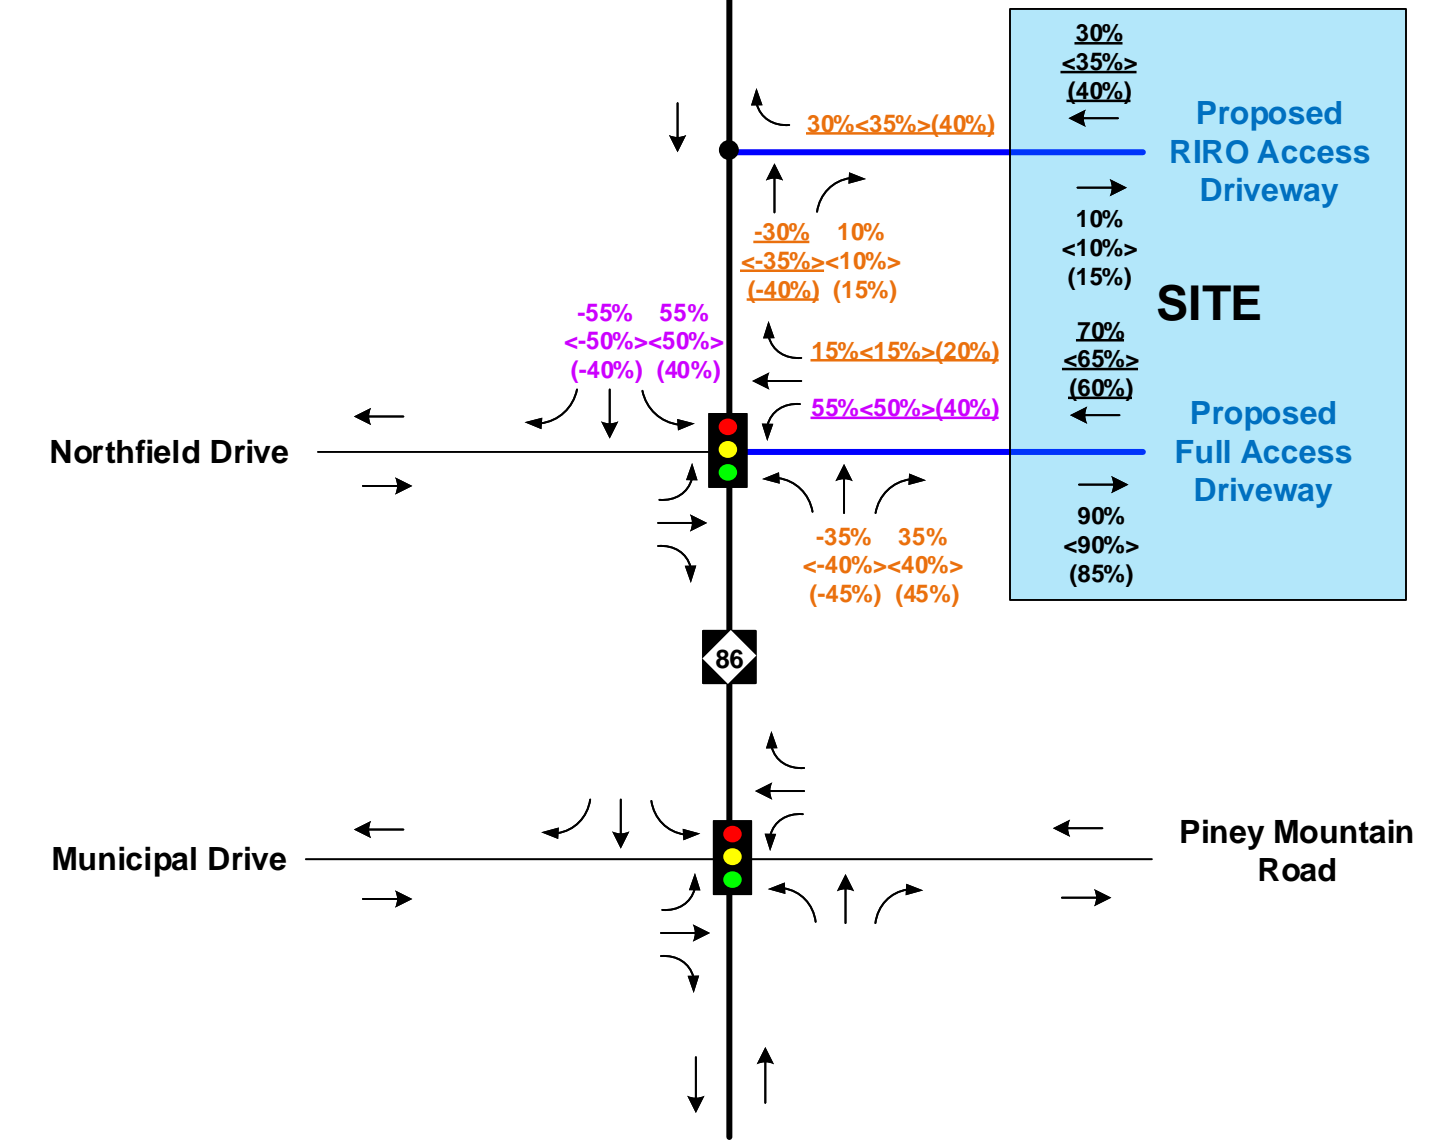 30%
<35%>
(40%)
30%<35%>(40%)
Proposed
RIRO Access
Driveway
10%
<10%>
(15%)
-30% 10%
<-35%><10%>
(-40%) (15%)
SITE
-55% 55%
<-50%><50%>
(-40%) (40%)
15%<15%>(20%)
55%<50%>(40%)
70%
<65%>
(60%)
Proposed
Full Access
Driveway
Northfield Drive
90%
<90%>
(85%)
-35% 35%
<-40%><40%>
(-45%) (45%)
86
Municipal Drive
Piney Mountain
Road